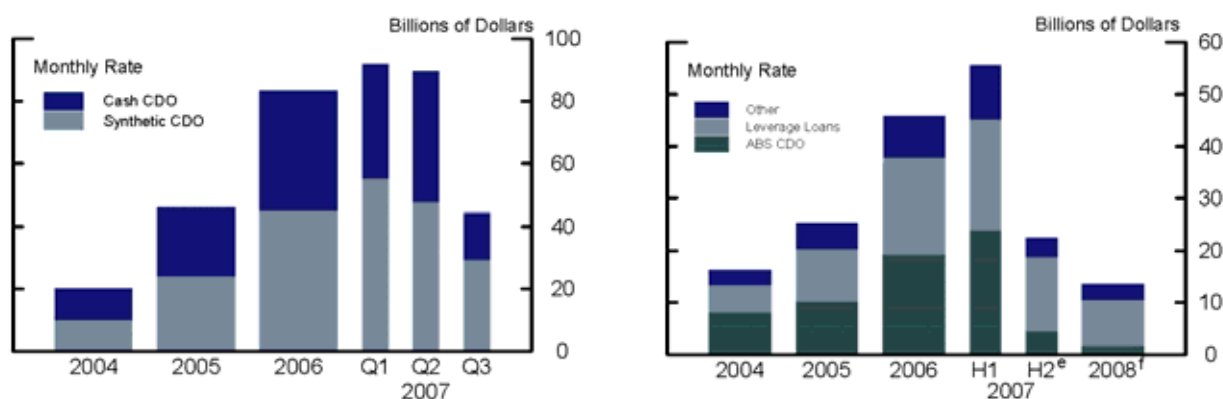 Billions of Dollars
100
Monthly Rate
Cash CDO
Synthetic CDO
80
60
40
20
0
2004 2005 2006 Q1 Q2 Q3
2007
Billions of Dollars
60
Monthly Rate
Other
Leverage Loans
ABS CDO
50
40
30
20
10
0
2004 2005 2006 H1 H2e 2008f
2007